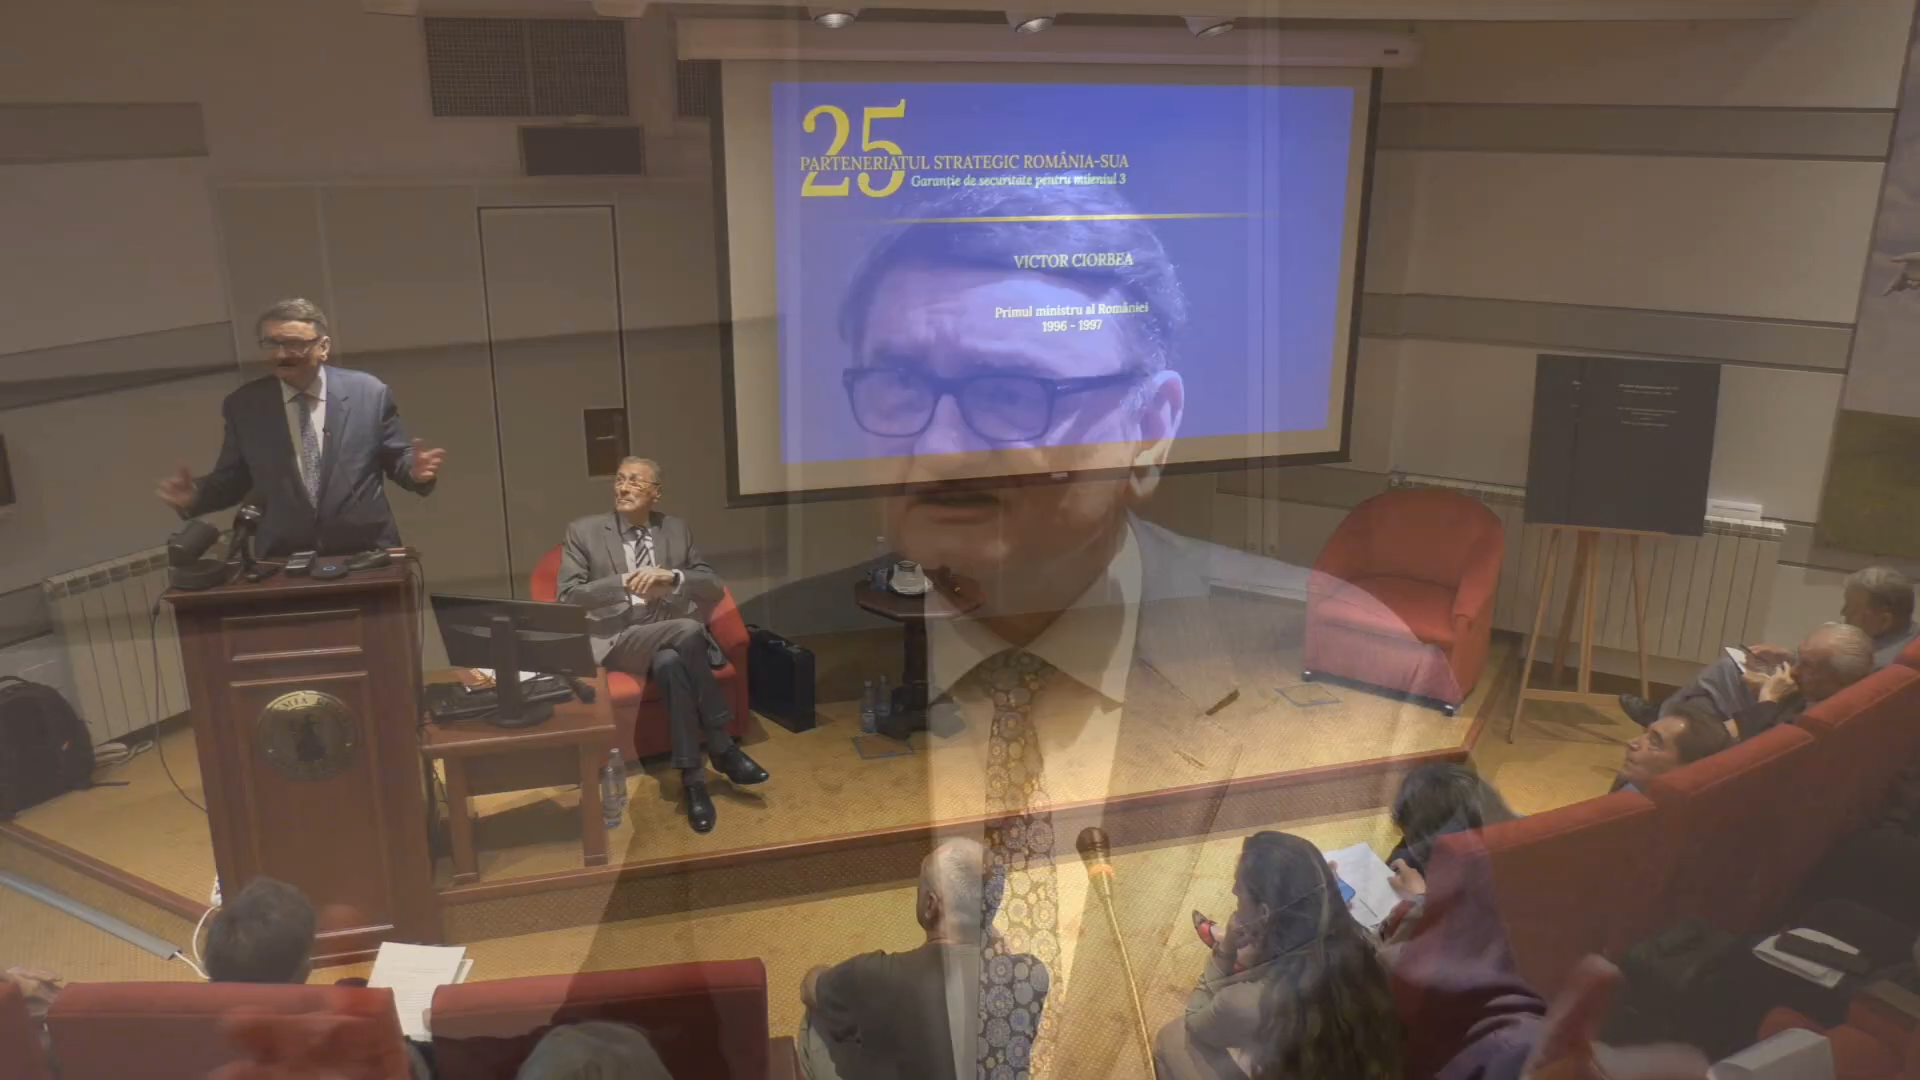 25
PARTENERIATUL STRATEGIC ROMÂNIA-SUA
Garanție de securitate pentru mileniul 3
VICTOR CIORBEA
Primul ministru al României
1996 - 1997